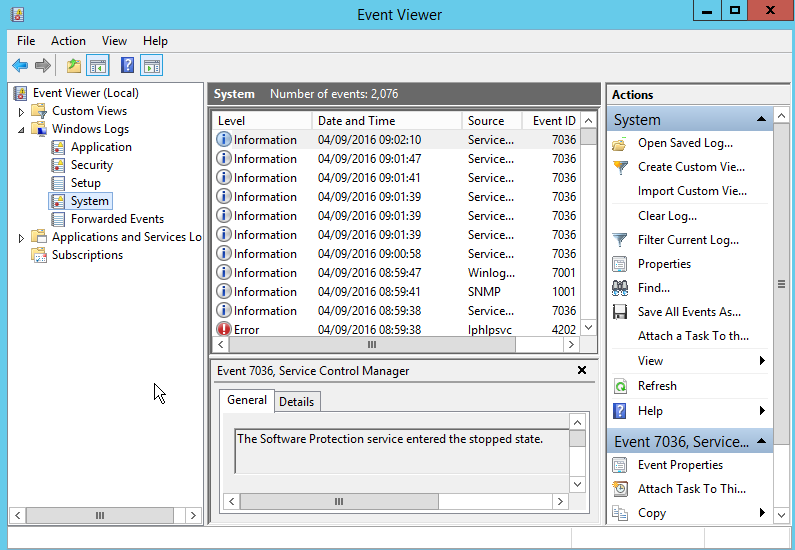 Event Viewer
File Action View Help
Event Viewer (Local)
Custom Views
Windows Logs
Application
Security
Setup
System
Forwarded Events
Applications and Services Lo
Subscriptions
System Number of events: 2,076
Level Date and Time Source Event ID
Information 04/09/2016 09:02:10 Service... 7036
Information 04/09/2016 09:01:47 Service... 7036
Information 04/09/2016 09:01:41 Service... 7036
Information 04/09/2016 09:01:39 Service... 7036
Information 04/09/2016 09:01:39 Service... 7036
Information 04/09/2016 09:01:39 Service... 7036
Information 04/09/2016 09:00:58 Service... 7036
Information 04/09/2016 08:59:47 Winlog... 7001
Information 04/09/2016 08:59:41 SNMP 1001
Information 04/09/2016 08:59:38 Service... 7036
Error 04/09/2016 08:59:38 Iphlpsvc 4202
Event 7036, Service Control Manager
General Details
The Software Protection service entered the stopped state.
Actions
System
Open Saved Log...
Create Custom Vie...
Import Custom Vie...
Clear Log...
Filter Current Log...
Properties
Find...
Save All Events As...
Attach a Task To th...
View
Refresh
Help
Event 7036, Service...
Event Properties
Attach Task To Thi...
Copy